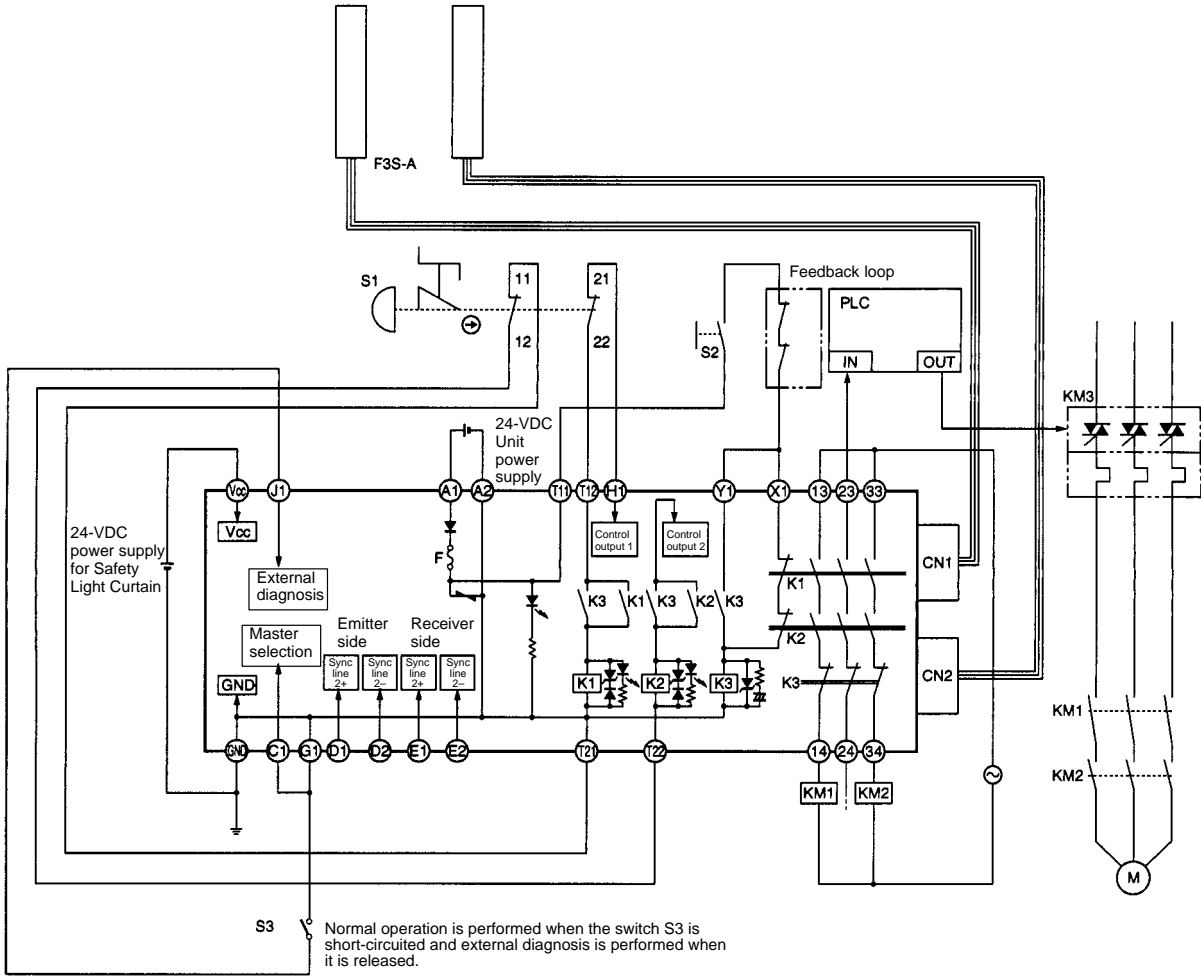 F3S-A
S1
11
12
21
22
S2
Feedback loop
PLC
IN
OUT
KM3
24-VDC
Unit
power
supply
Vcc
J1
A1
A2
T11
T12
H1
Y1
X1
13
23
33
24-VDC
power supply
for Safety
Light Curtain
Vcc
External
diagnosis
Master
selection
F
Control
output 1
Control
output 2
K3
K1
K3
K2
K3
K1
K2
K3
CN1
CN2
Emitter
side
Receiver
side
Sync
line
2+
Sync
line
2–
Sync
line
2+
Sync
line
2–
GND
K1
K2
K3
GND
C1
G1
D1
D2
E1
E2
T21
T22
14
24
34
KM1
KM2
KM1
KM2
M
S3
Normal operation is performed when the switch S3 is
short-circuited and external diagnosis is performed when
it is released.